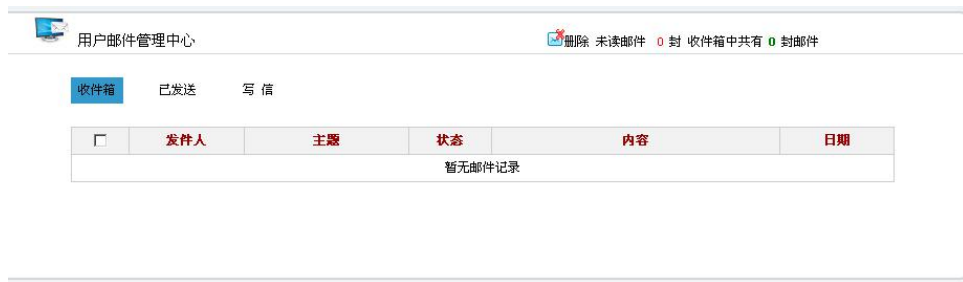 用户邮件管理中心 删除 未读邮件 0 封 收件箱中共有 0 封邮件
收件箱 已发送 写 信
发件人 主题 状态 内容 日期
暂无邮件记录